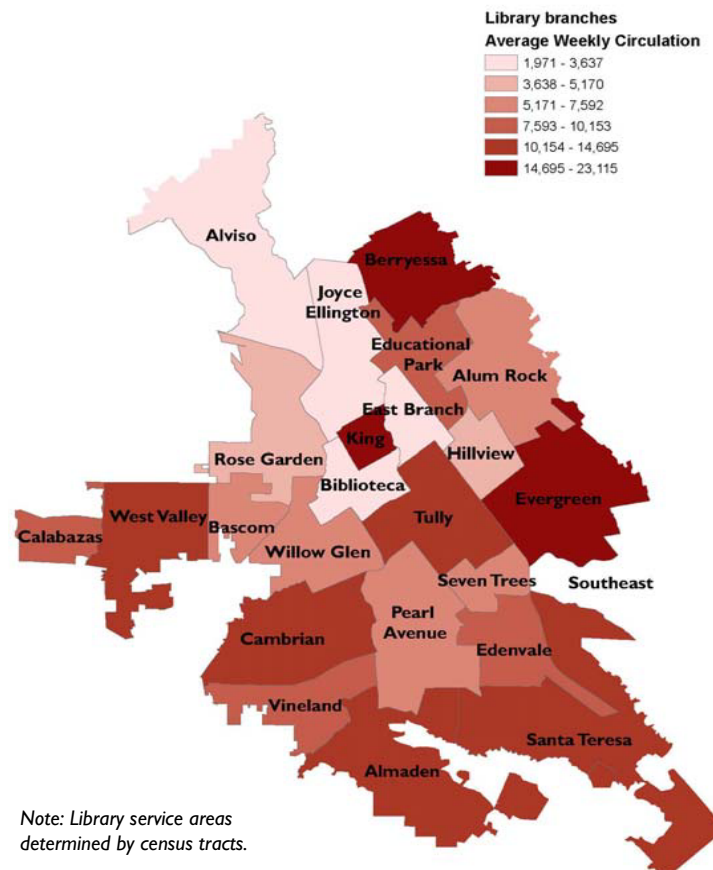 Library branches
Average Weekly Circulation
1,971 - 3,637
3,638 - 5,170
5,171 - 7,592
7,593 - 10,153
10,154 - 14,695
14,695 - 23,115
Alviso
Berryessa
Joyce
Ellington
Educational
Park
Alum Rock
East Branch
King
Hillview
Rose Garden
Biblioteca
Evergreen
West Valley
Tully
Calabazas
Bascom
Willow Glen
Seven Trees
Southeast
Pearl
Avenue
Cambrian
Edenvale
Vineland
Santa Teresa
Almaden
Note: Library service areas
determined by census tracts.